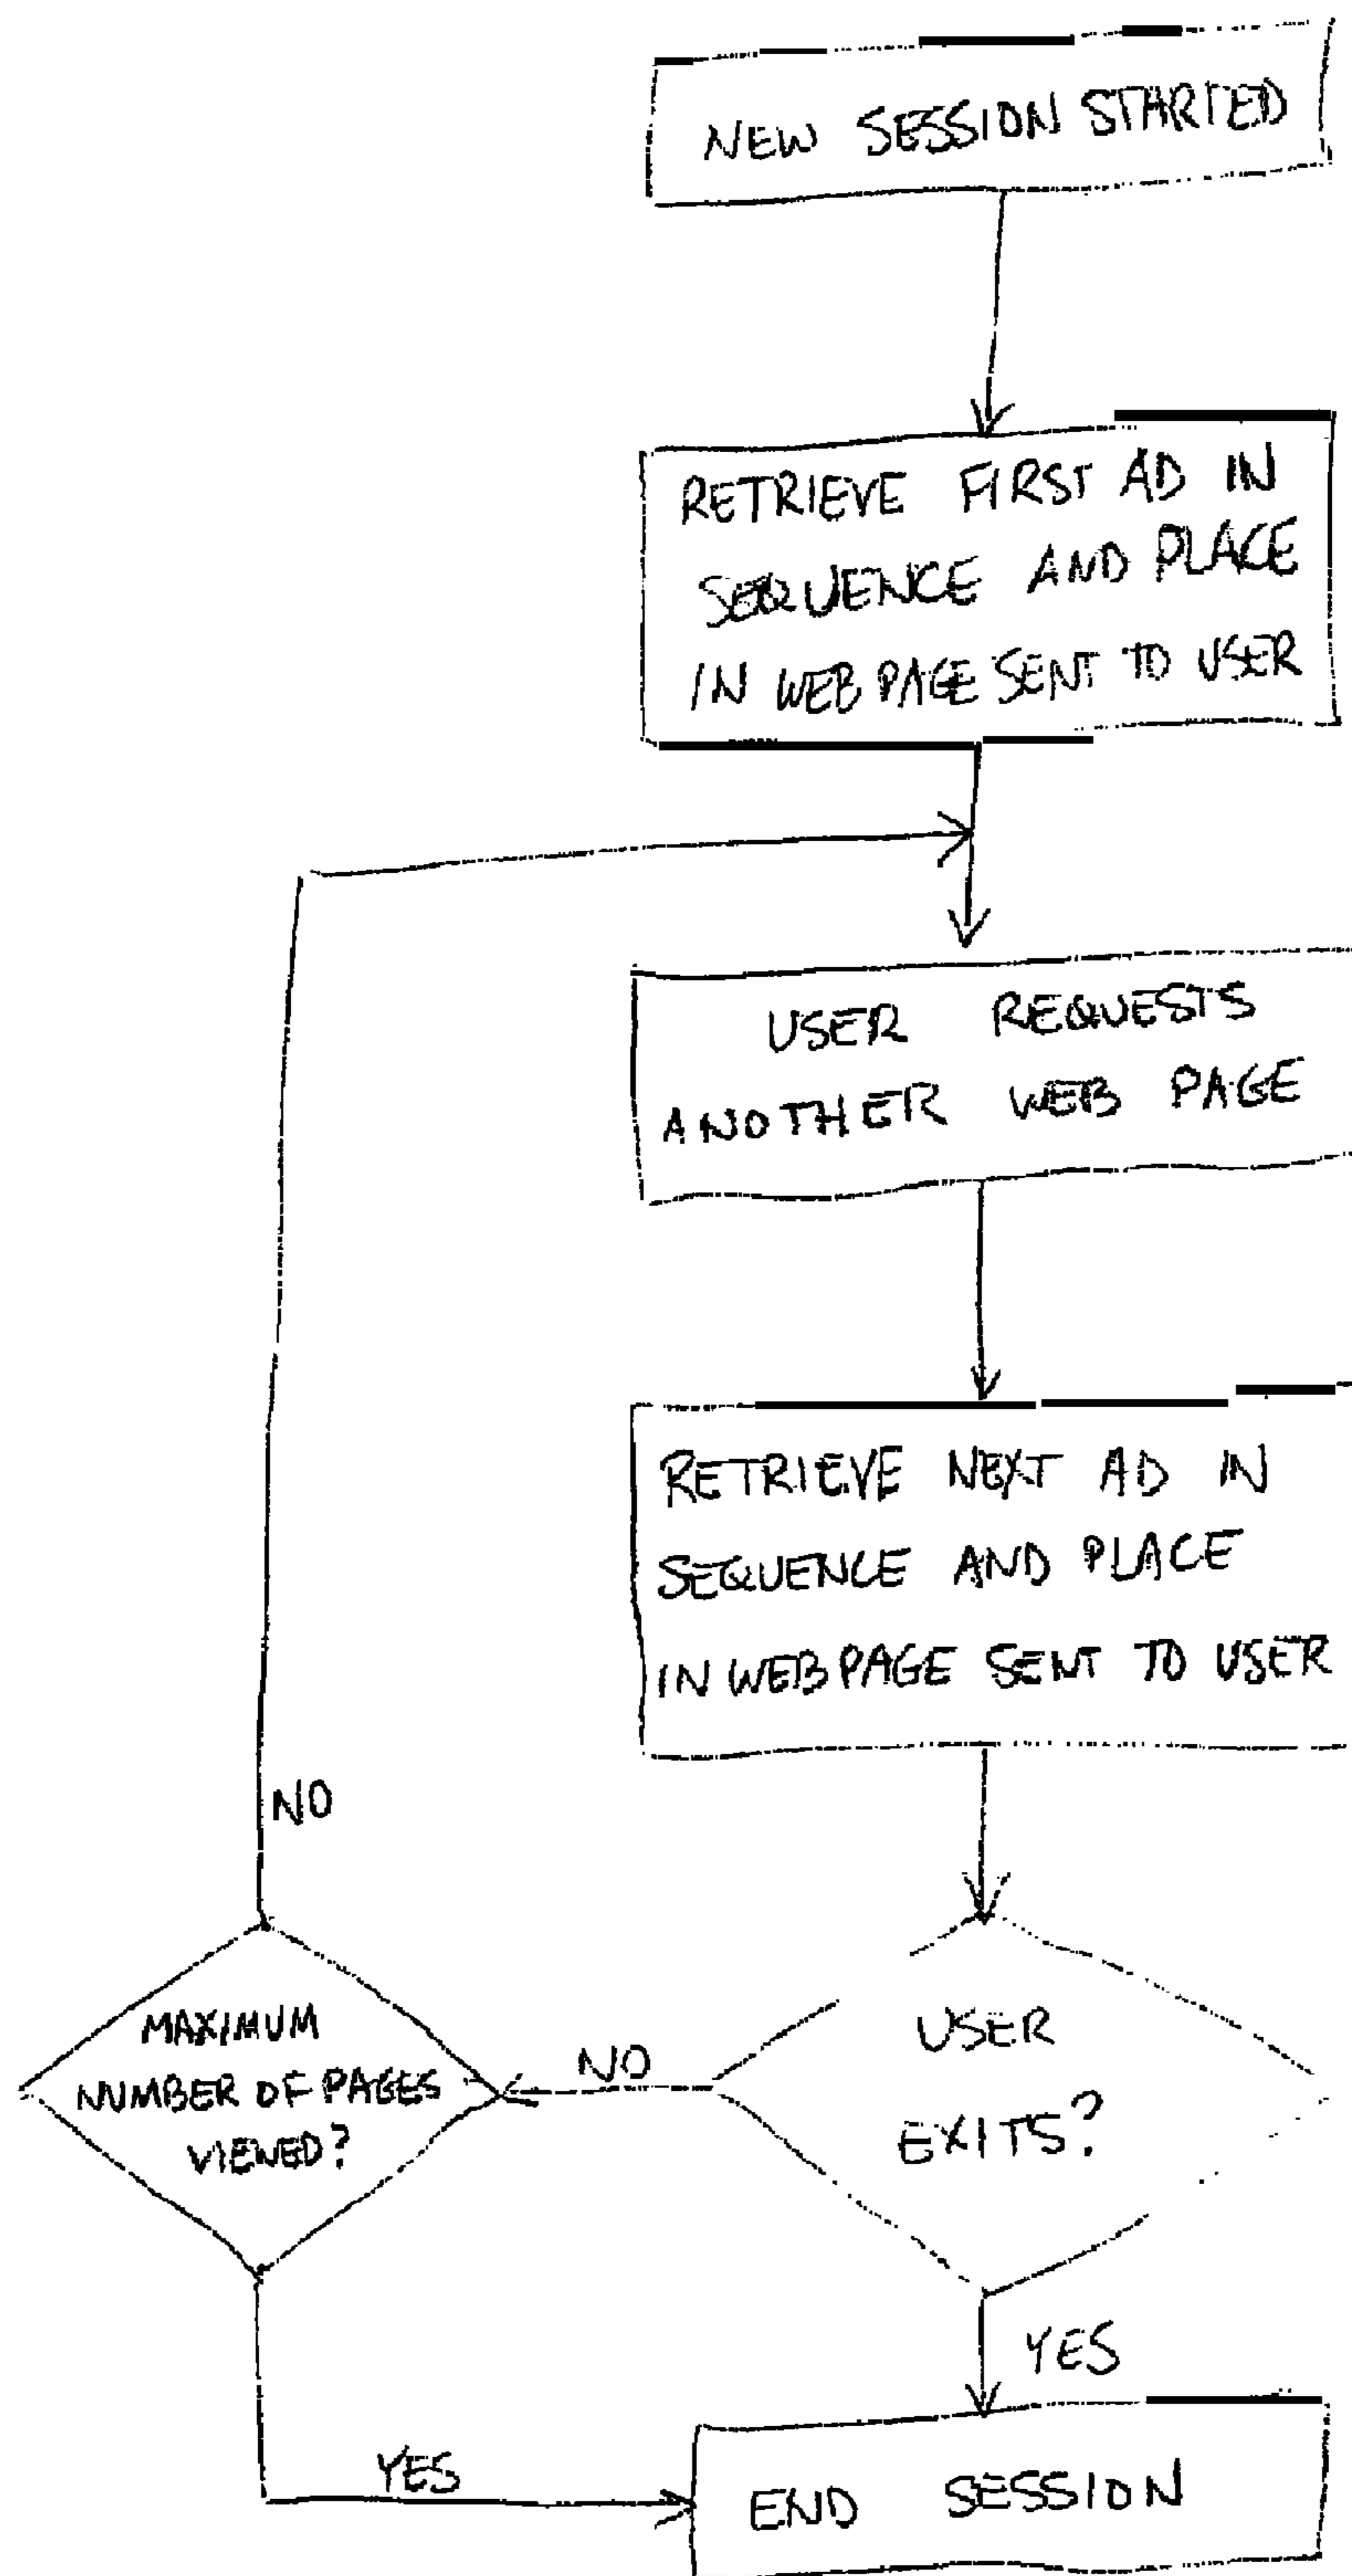 NEW SESSION STARTED
RETRIEVE FIRST AD IN
SEQUENCE AND PLACE
IN WEB PAGE SENT TO USER
USER REQUESTS
ANOTHER WEB PAGE
RETRIEVE NEXT AD IN
SEQUENCE AND PLACE
IN WEB PAGE SENT TO USER
NO
USER
EXITS?
NO
MAXIMUM
NUMBER OF PAGES
VIEWED?
YES
YES
END SESSION